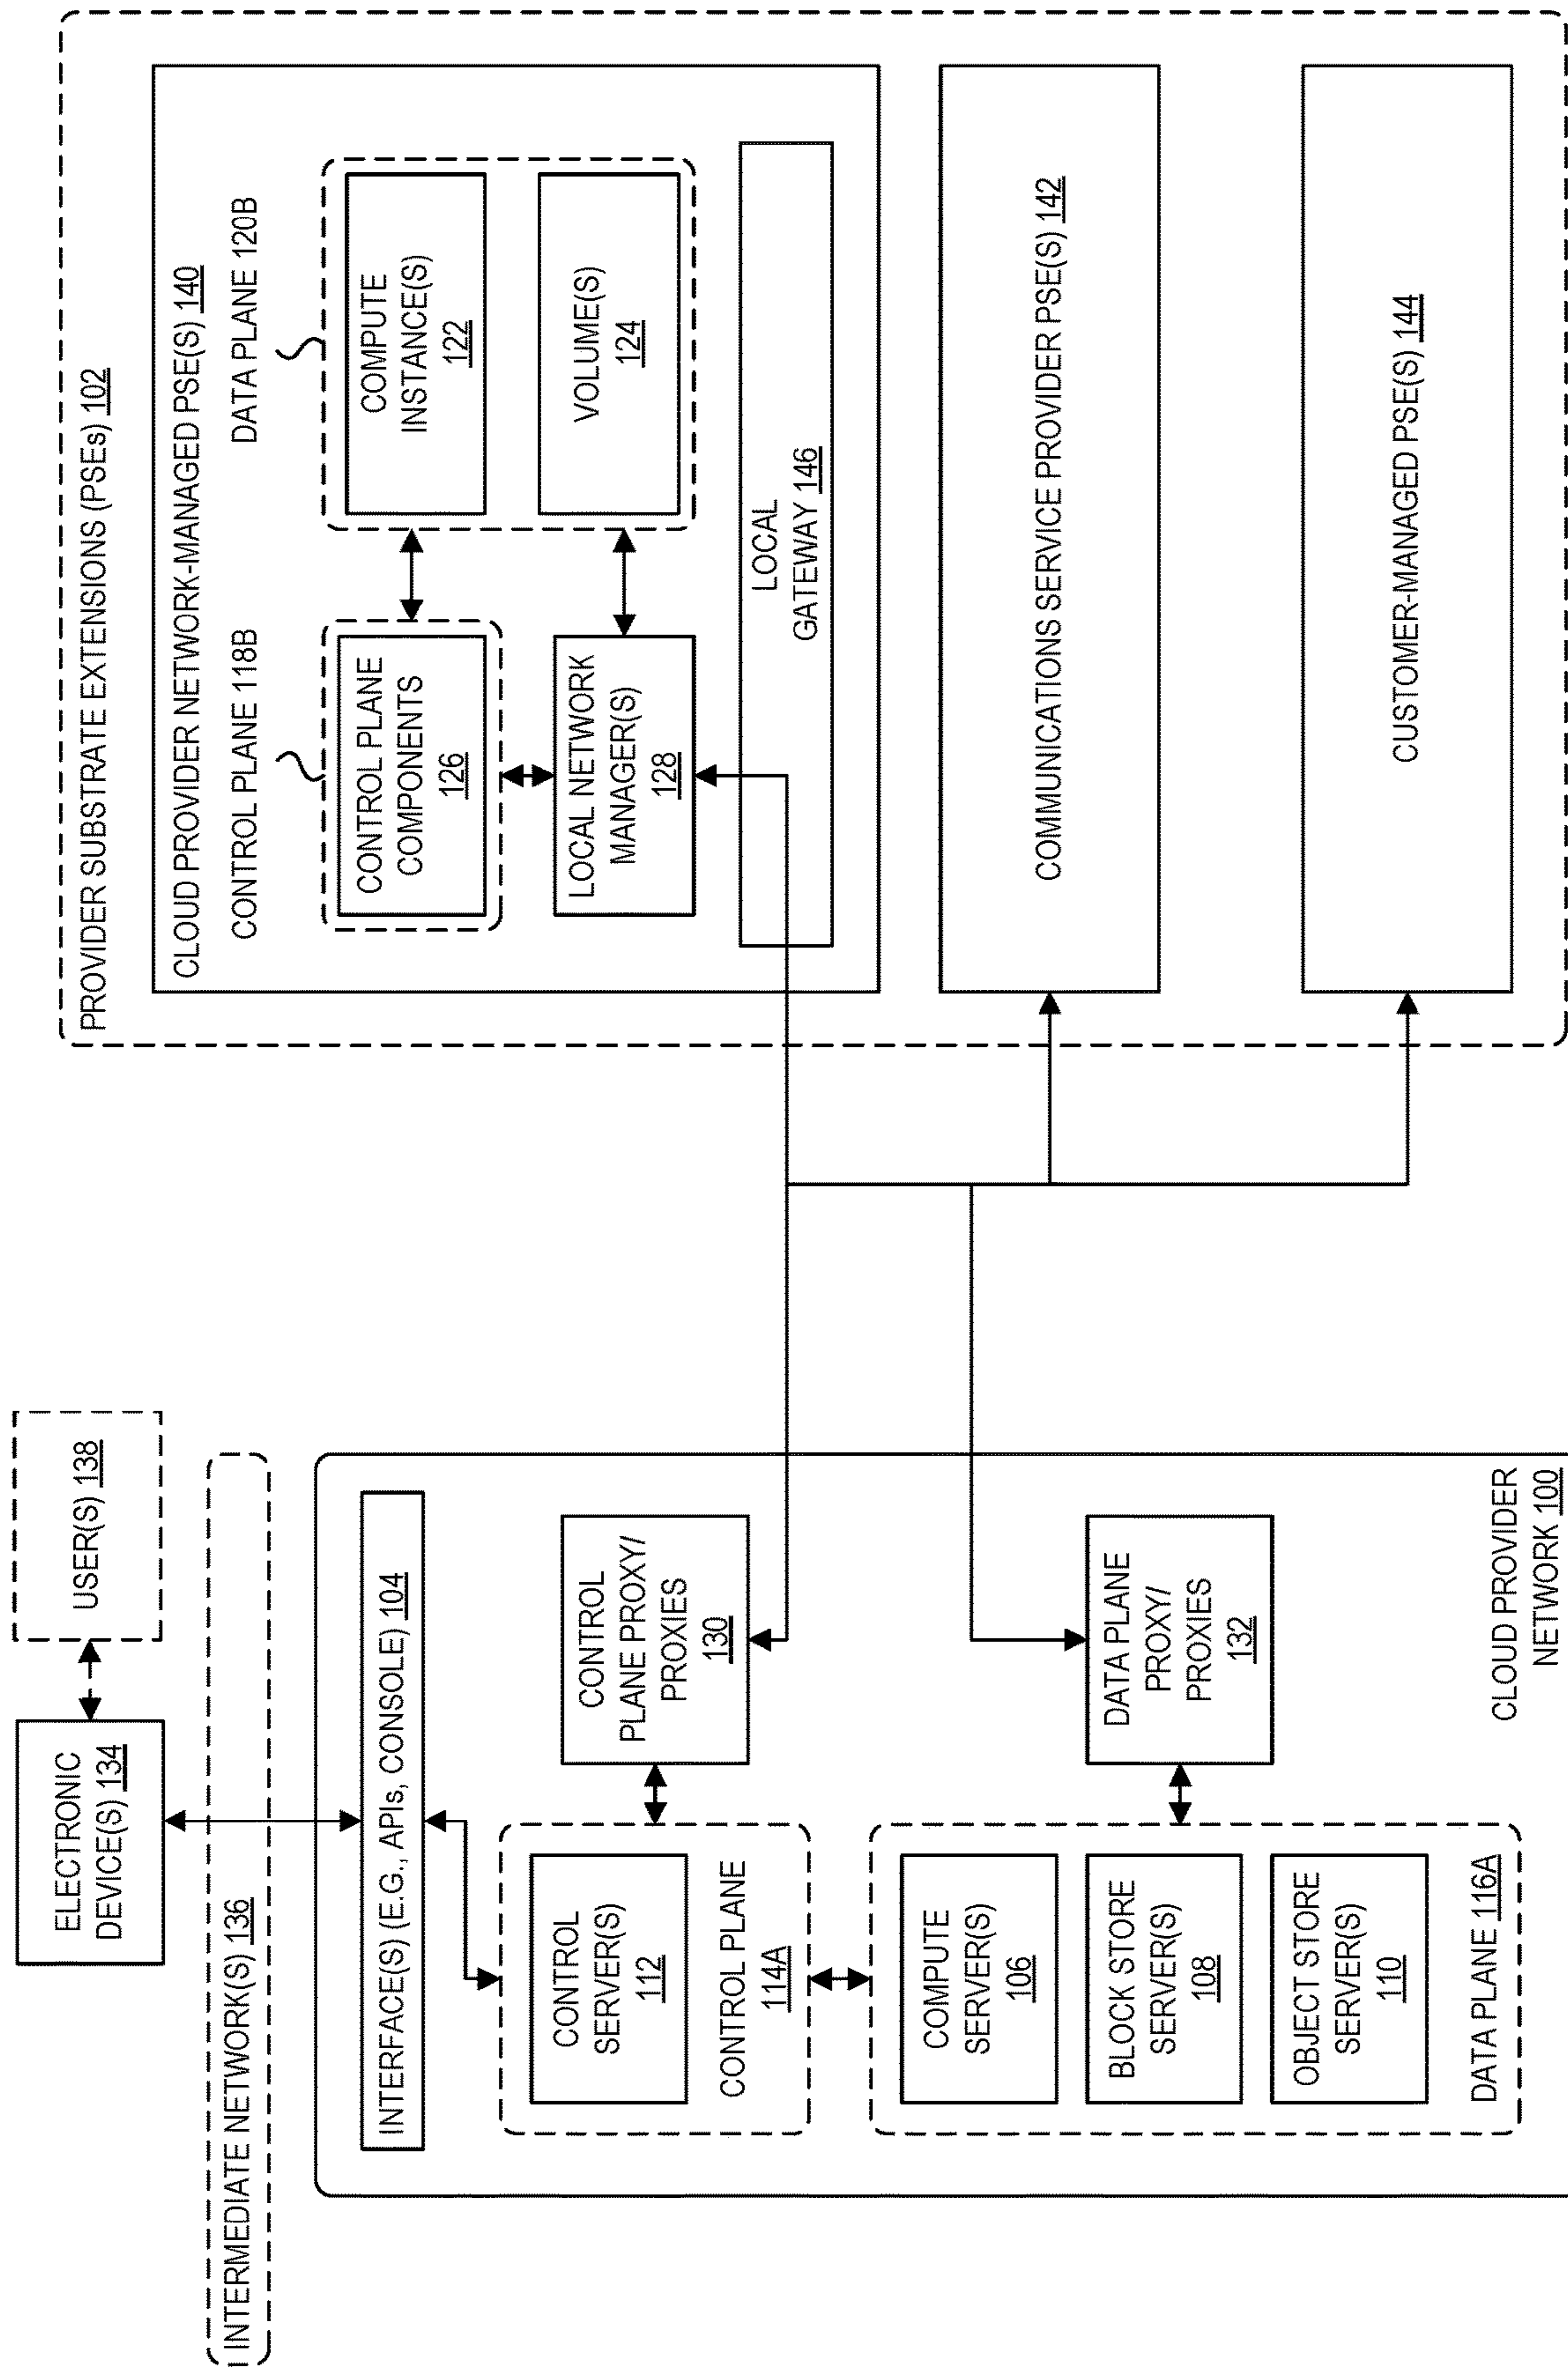 USER(S) 138
ELECTRONIC
DEVICE(S) 134
INTERMEDIATE NETWORK(S) 136
INTERFACE(S) (E.G., APIs, CONSOLE) 104
CONTROL
SERVER(S)
112
CONTROL PLANE
114A
CONTROL
PLANE PROXY/
PROXIES
130
COMPUTE
SERVER(S)
106
BLOCK STORE
SERVER(S)
108
OBJECT STORE
SERVER(S)
110
DATA PLANE 116A
DATA PLANE
PROXY/
PROXIES
132
CLOUD PROVIDER
NETWORK 100
PROVIDER SUBSTRATE EXTENSIONS (PSEs) 102
CLOUD PROVIDER NETWORK-MANAGED PSE(S) 140
CONTROL PLANE 118B
DATA PLANE 120B
CONTROL PLANE
COMPONENTS
126
COMPUTE
INSTANCE(S)
122
LOCAL NETWORK
MANAGER(S)
128
VOLUME(S)
124
LOCAL
GATEWAY 146
COMMUNICATIONS SERVICE PROVIDER PSE(S) 142
CUSTOMER-MANAGED PSE(S) 144